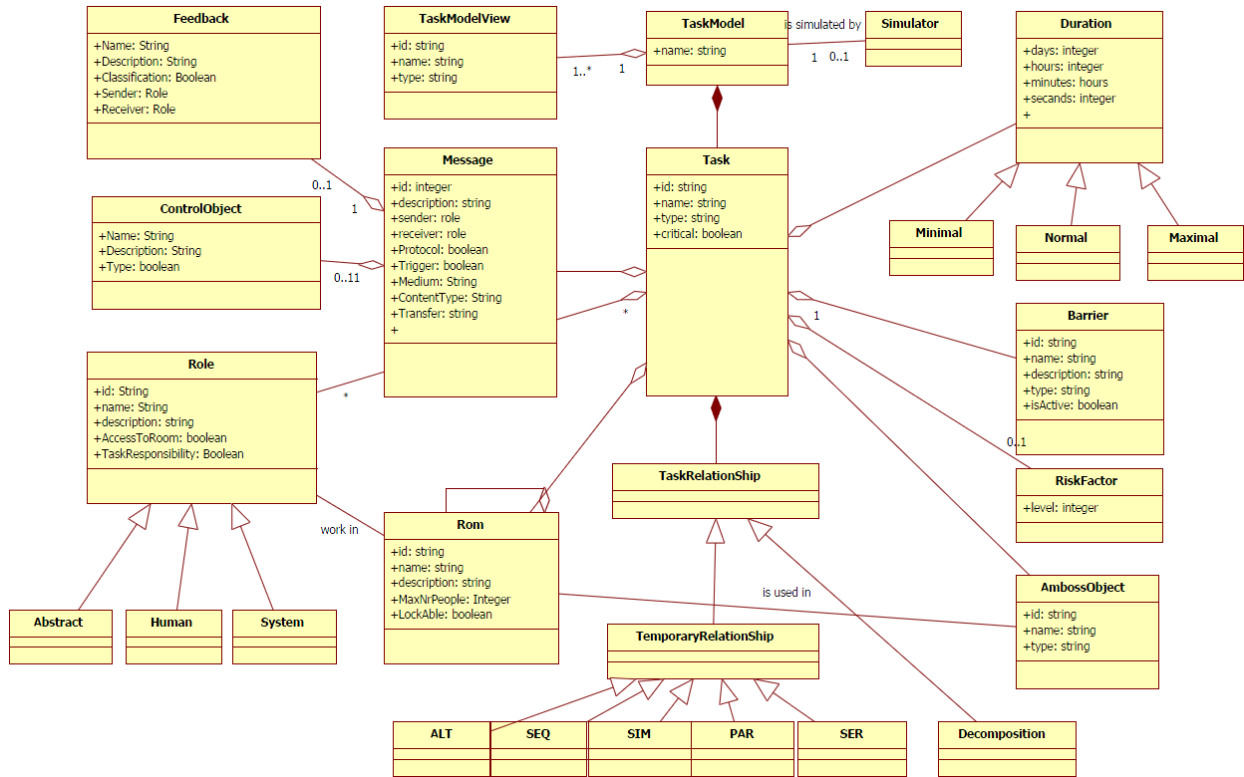 Feedback
+Name: String
+Description: String
+Classification: Boolean
+Sender: Role
+Receiver: Role
TaskModelView
+id: string
+name: string
+type: string
1..*
1
TaskModel
+name: string
is simulated by
1
0..1
Simulator
Duration
+days: integer
+hours: integer
+minutes: hours
+secands: integer
+
Message
+id: integer
+description: string
+sender: role
+receiver: role
+Protocol: boolean
+Trigger: boolean
+Medium: String
+ContentType: String
+Transfer: string
+
0..1
1
ControlObject
+Name: String
+Description: String
+Type: boolean
0..11
Task
+id: string
+name: string
+type: string
+critical: boolean
*
1
Minimal
Normal
Maximal
Barrier
+id: string
+name: string
+description: string
+type: string
+isActive: boolean
Role
+id: String
+name: String
+description: string
+AccessToRoom: boolean
+TaskResponsibility: Boolean
*
work in
0..1
RiskFactor
+level: integer
TaskRelationShip
Rom
+id: string
+name: string
+description: string
+MaxNrPeople: Integer
+LockAble: boolean
is used in
AmbossObject
+id: string
+name: string
+type: string
Abstract
Human
System
TemporaryRelationShip
ALT
SEQ
SIM
PAR
SER
Decomposition